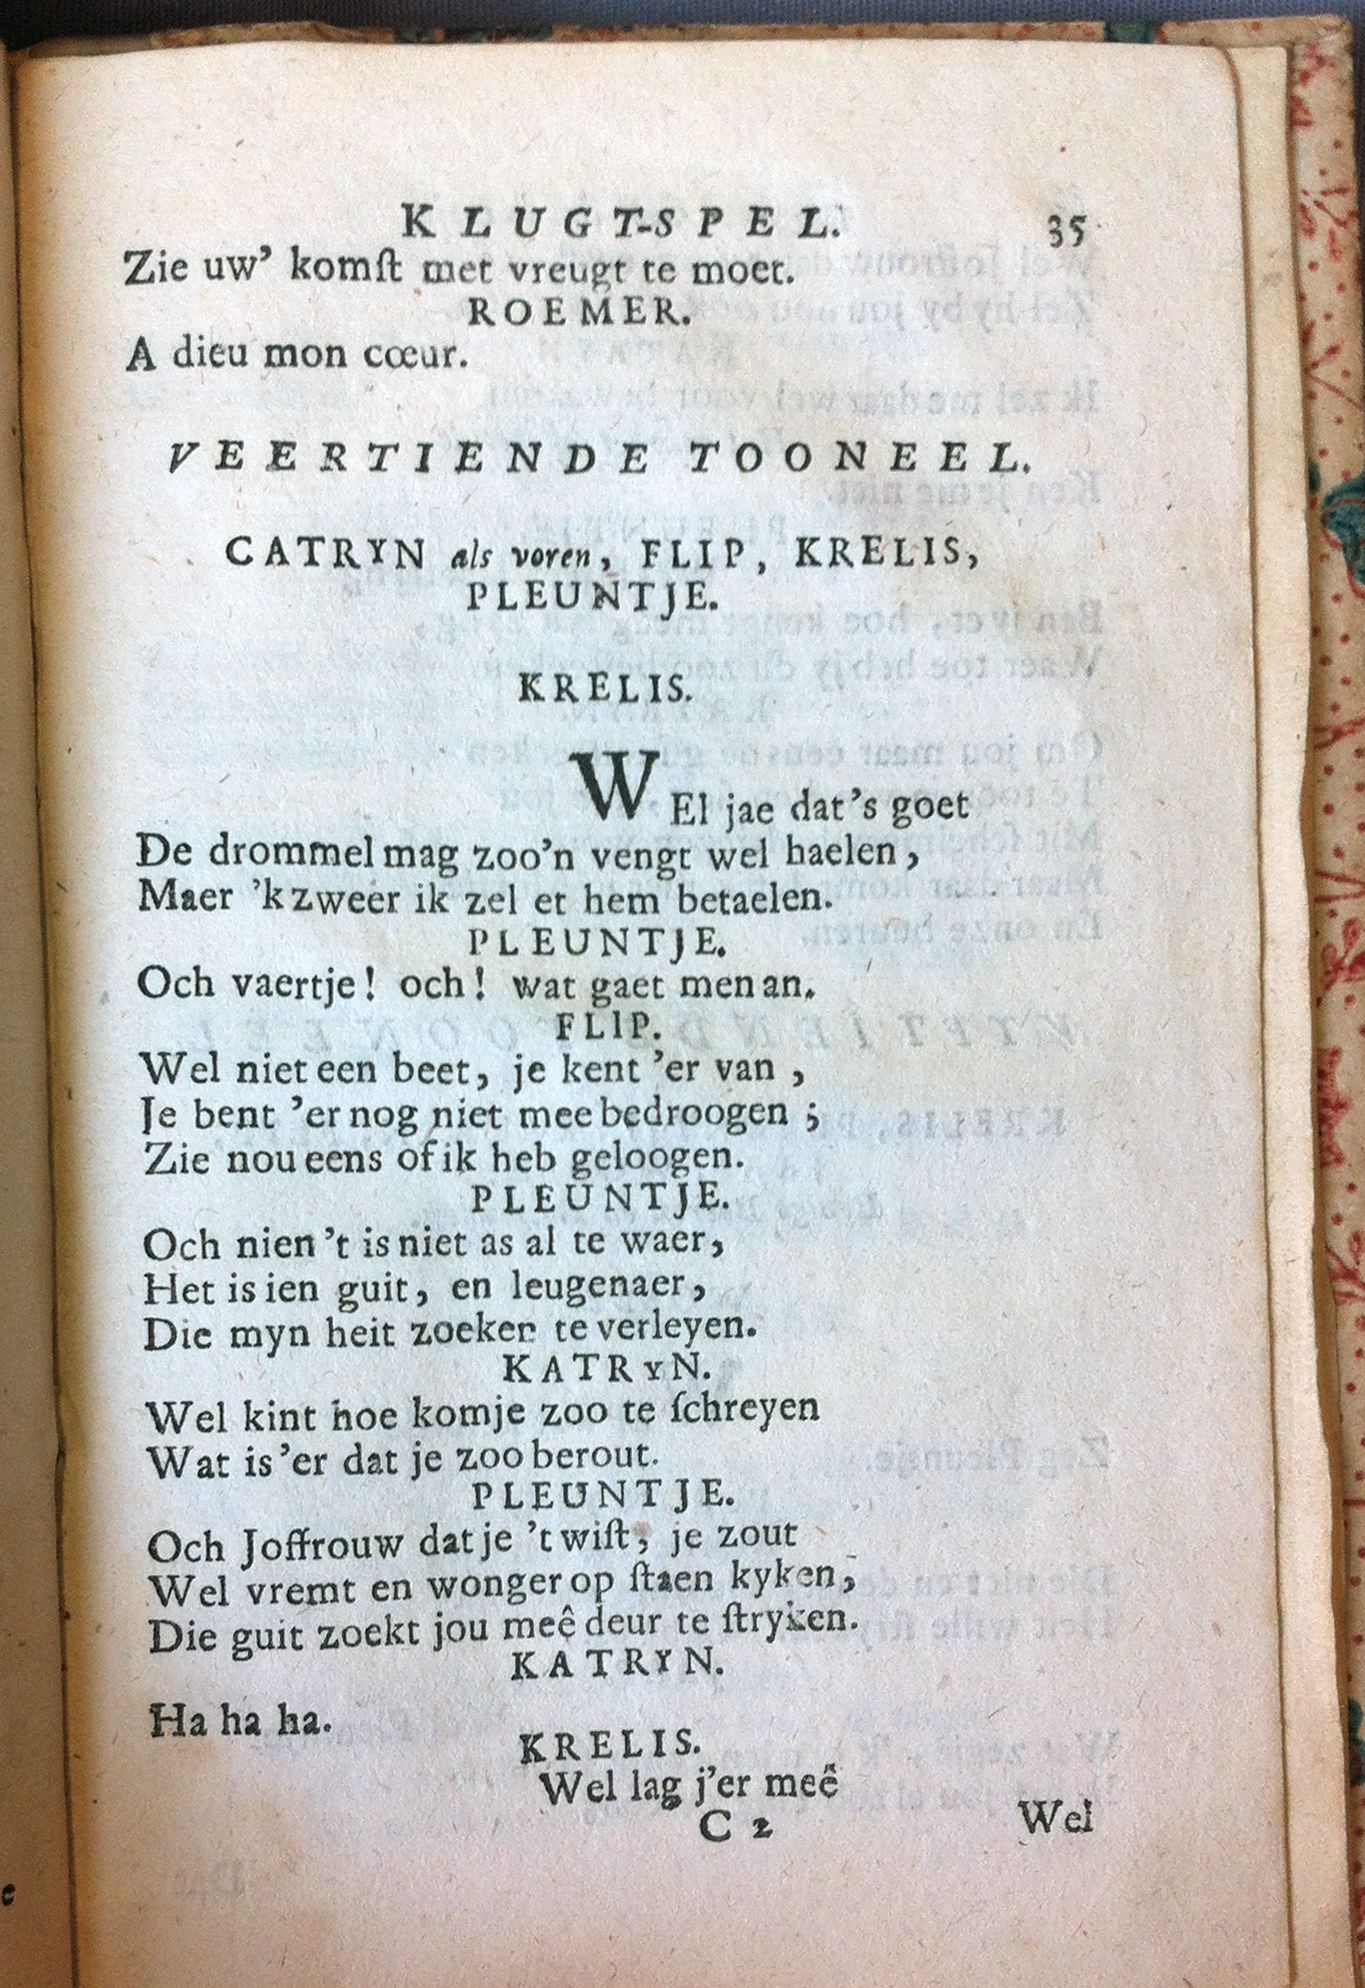 KLUGT-SPEL. 35
Zie uw’ komſt met vreugt te moet.
ROEMER.
A dieu mon cœur.
VEERTIENDE TOONEEL.
CATRYN als voren, FLIP, KRELIS,
PLEUNTJE.
KRELIS.
WEl jae dat’s goet
De drommel mag zoo’n vengt wel haelen,
Maer ’k zweer ik zel et hem betaelen.
PLEUNTJE.
Och vaertje! och! wat gaet men an.
FLIP.
Wel niet een beet, je kent ’er van,
Je bent ’er nog niet mee bedroogen;
Zie nou eens of ik heb geloogen.
PLEUNTJE.
Och nien ’t is niet as al te waer,
Het is ien guit, en leugenaer,
Die myn heit zoeken te verleyen.
KATRYN.
Wel kint hoe komje zoo te ſchreyen
Wat is ’er dat je zoo berout.
PLEUNTJE.
Och Joffrouw dat je ’t wiſt, je zout
Wel vremt en wonger op ſtaen kyken,
Die guit zoekt jou meê deur te ſtryken.
KATRYN.
Ha ha ha.
KRELIS.
Wel lag j’er meê
C 2 Wel